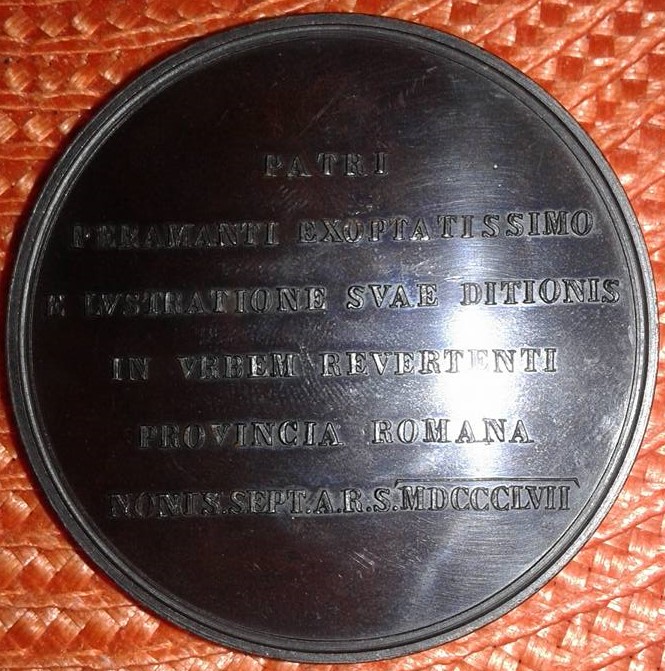 PATRI
PERAMANTI EXOPTATISSIMO
E LVSTRATIONE SVAE DITIONIS
IN VRBEM REVERTENTI
PROVINCIA ROMANA
NONIS.SEPT.A.R.S.MDCCCLVII